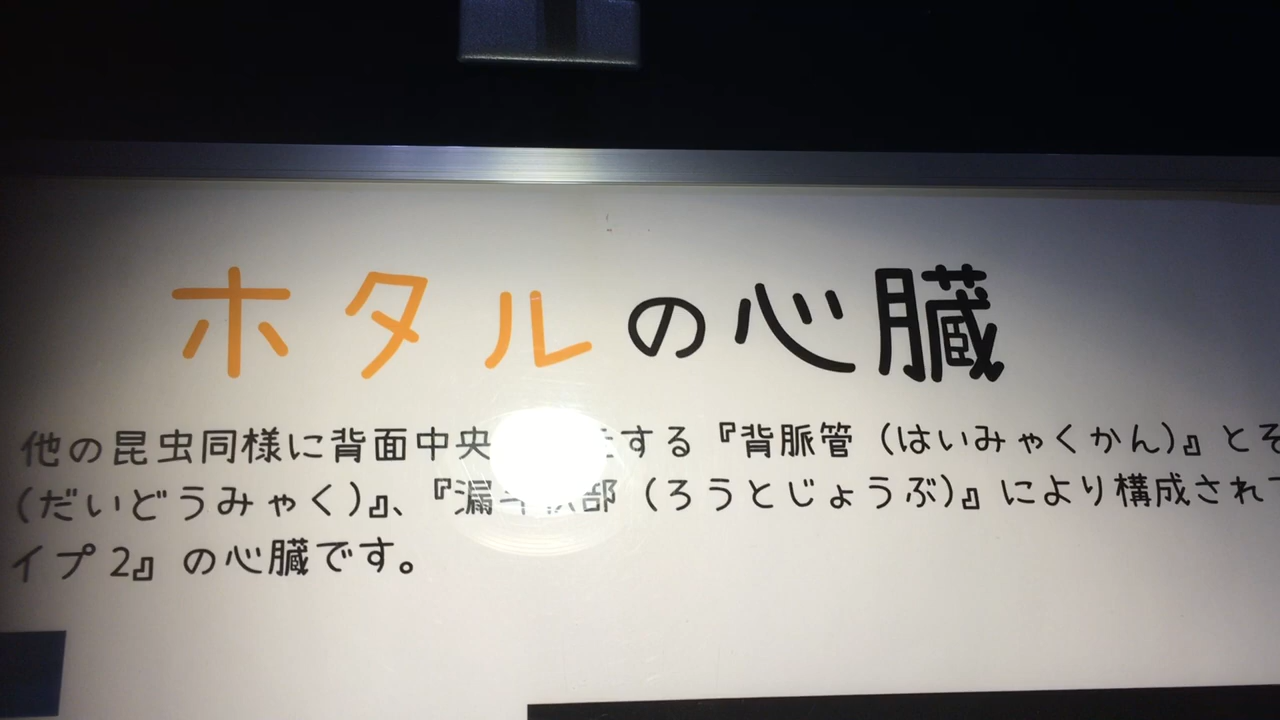 ホタルの心臓
他の昆虫同様に背面中央する『背脈管（はいみゃくかん）』とそ
（だいどうみゃく）』、『漏部（ろうとじょうぶ）』により構成され
イプ2』の心臓です。